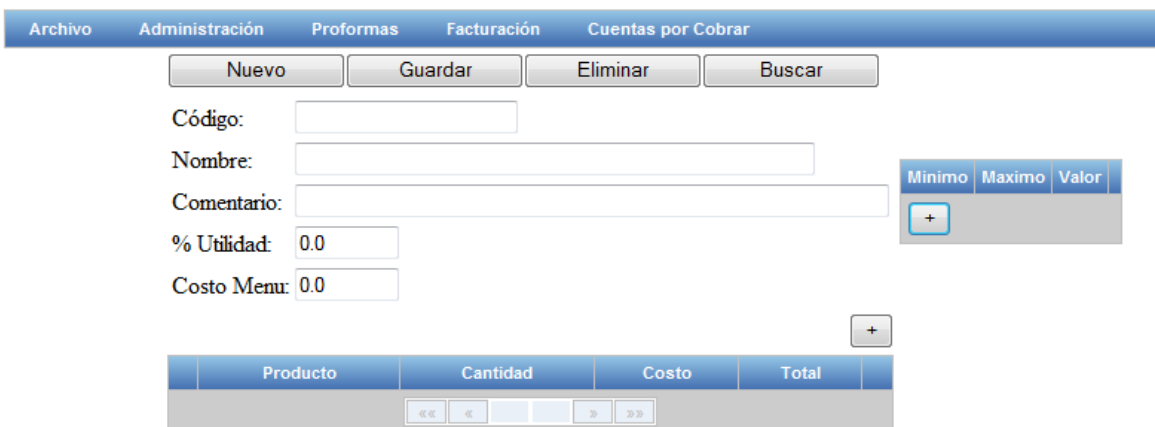 Archivo Administración Proformas Facturación Cuentas por Cobrar
Nuevo Guardar Eliminar Buscar
Código:
Nombre:
Minimo Maximo Valor
Comentario:
+
% Utilidad: 0.0
Costo Menu: 0.0
+
Producto Cantidad Costo Total
«« « » »»